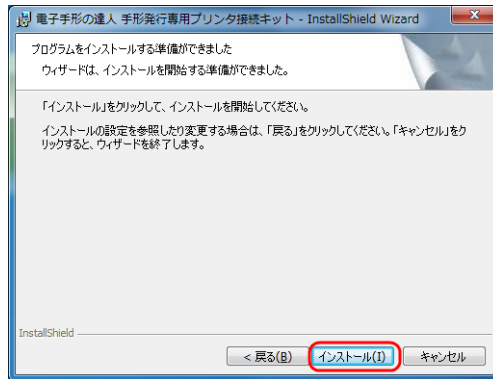 電子手形の達人 手形発行専用プリンタ接続キット - InstallShield Wizard
プログラムをインストールする準備ができました
ウィザードは、インストールを開始する準備ができました。
「インストール」をクリックして、インストールを開始してください。
インストールの設定を参照したり変更する場合は、「戻る」をクリックしてください。「キャンセル」をク
リックすると、ウィザードを終了します。
InstallShield
< 戻る(B) インストール(I) キャンセル